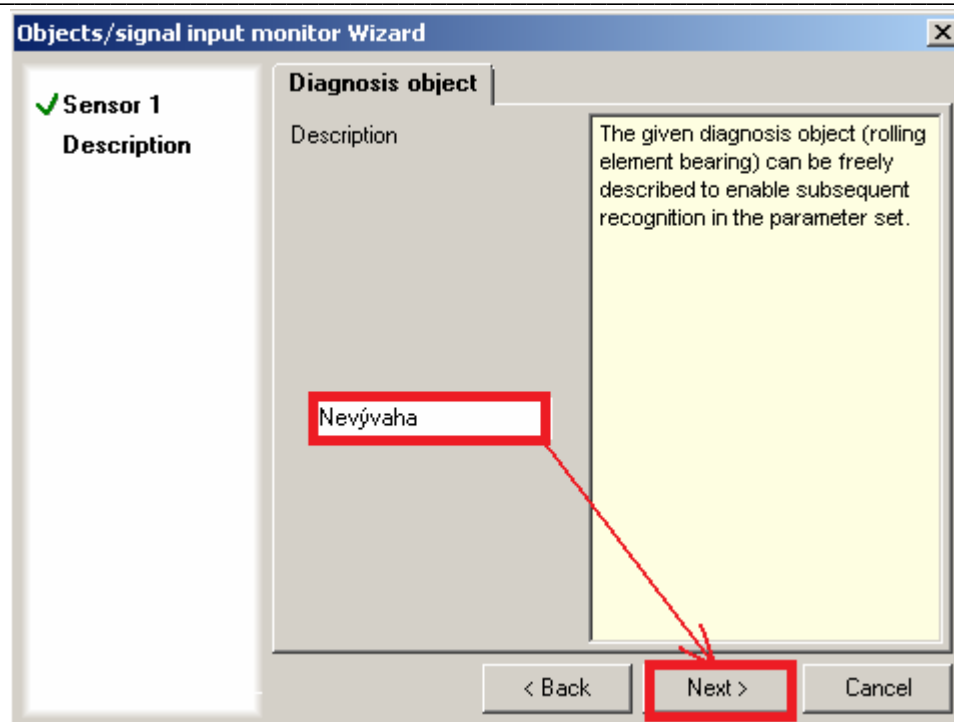 Objects/signal input monitor Wizard
Sensor 1
Description
Diagnosis object
Description
The given diagnosis object (rolling
element bearing) can be freely
described to enable subsequent
recognition in the parameter set.
Nevývaha
< Back
Next >
Cancel